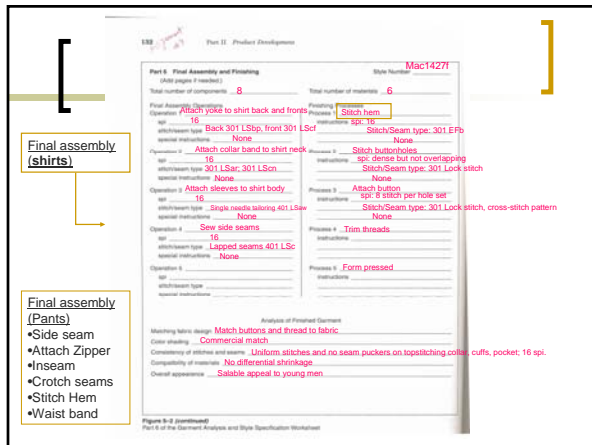 132 Part II Product Development
Part 6 Final Assembly and Finishing
Style Number Mac1427f
(Add pages if needed.)
Total number of components 8
Total number of materials 6
Final Assembly Operations
Operation 1 Attach yoke to shirt back and fronts
spi 16
stitch/seam type Back 301 LSbp, front 301 LScf
special instructions None
Operation 2 Attach collar band to shirt neck
spi 16
stitch/seam type 301 LSar; 301 LScn
special instructions None
Operation 3 Attach sleeves to shirt body
spi 16
stitch/seam type Single needle tailoring 401 LSaw
special instructions None
Operation 4 Sew side seams
spi 16
stitch/seam type Lapped seams 401 LSc
special instructions None
Operation 5
spi
stitch/seam type
special instructions
Finishing Processes
Process 1 Stitch hem
instructions spi: 16
Stitch/Seam type: 301 EFb
None
Process 2 Stitch buttonholes
instructions spi: dense but not overlapping
Stitch/Seam type: 301 Lock stitch
None
Process 3 Attach button
instructions spi: 8 stitch per hole set
Stitch/Seam type: 301 Lock stitch, cross-stitch pattern
None
Process 4 Trim threads
instructions
Process 5 Form pressed
instructions
Analysis of Finished Garment
Matching fabric design Match buttons and thread to fabric
Color shading Commercial match
Consistency of stitches and seams Uniform stitches and no seam puckers on topstitching collar, cuffs, pocket; 16 spi.
Compatibility of materials No differential shrinkage
Overall appearance Salable appeal to young men
Figure 5-2 (continued)
Part 6 of the Garment Analysis and Style Specification Worksheet
Final assembly
(shirts)
Final assembly
(Pants)
•Side seam
•Attach Zipper
•Inseam
•Crotch seams
•Stitch Hem
•Waist band